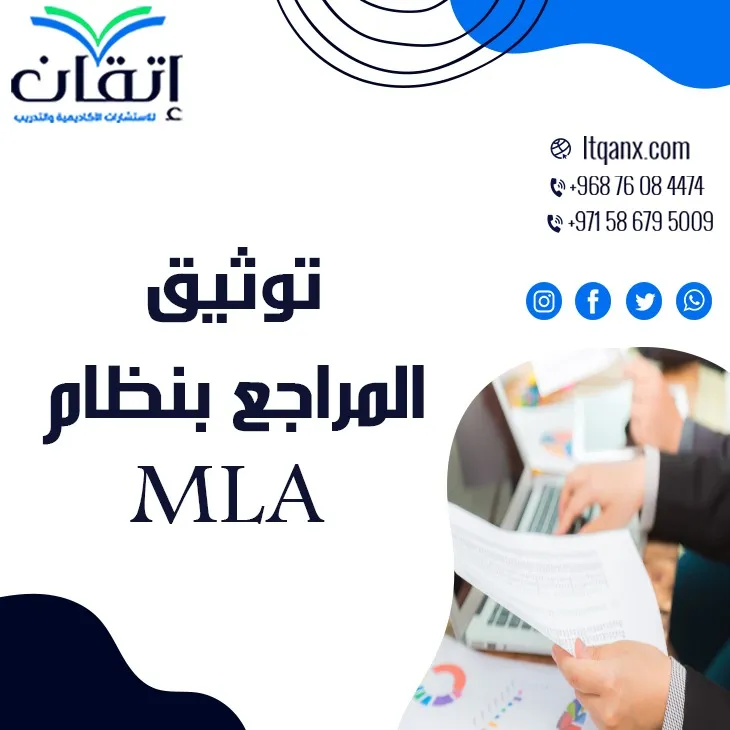 إتقان
للاستشارات الأكاديمية والتدريب
Itqanx.com
+968 76 08 4474
+971 58 679 5009
توثيق
المراجع بنظام
MLA